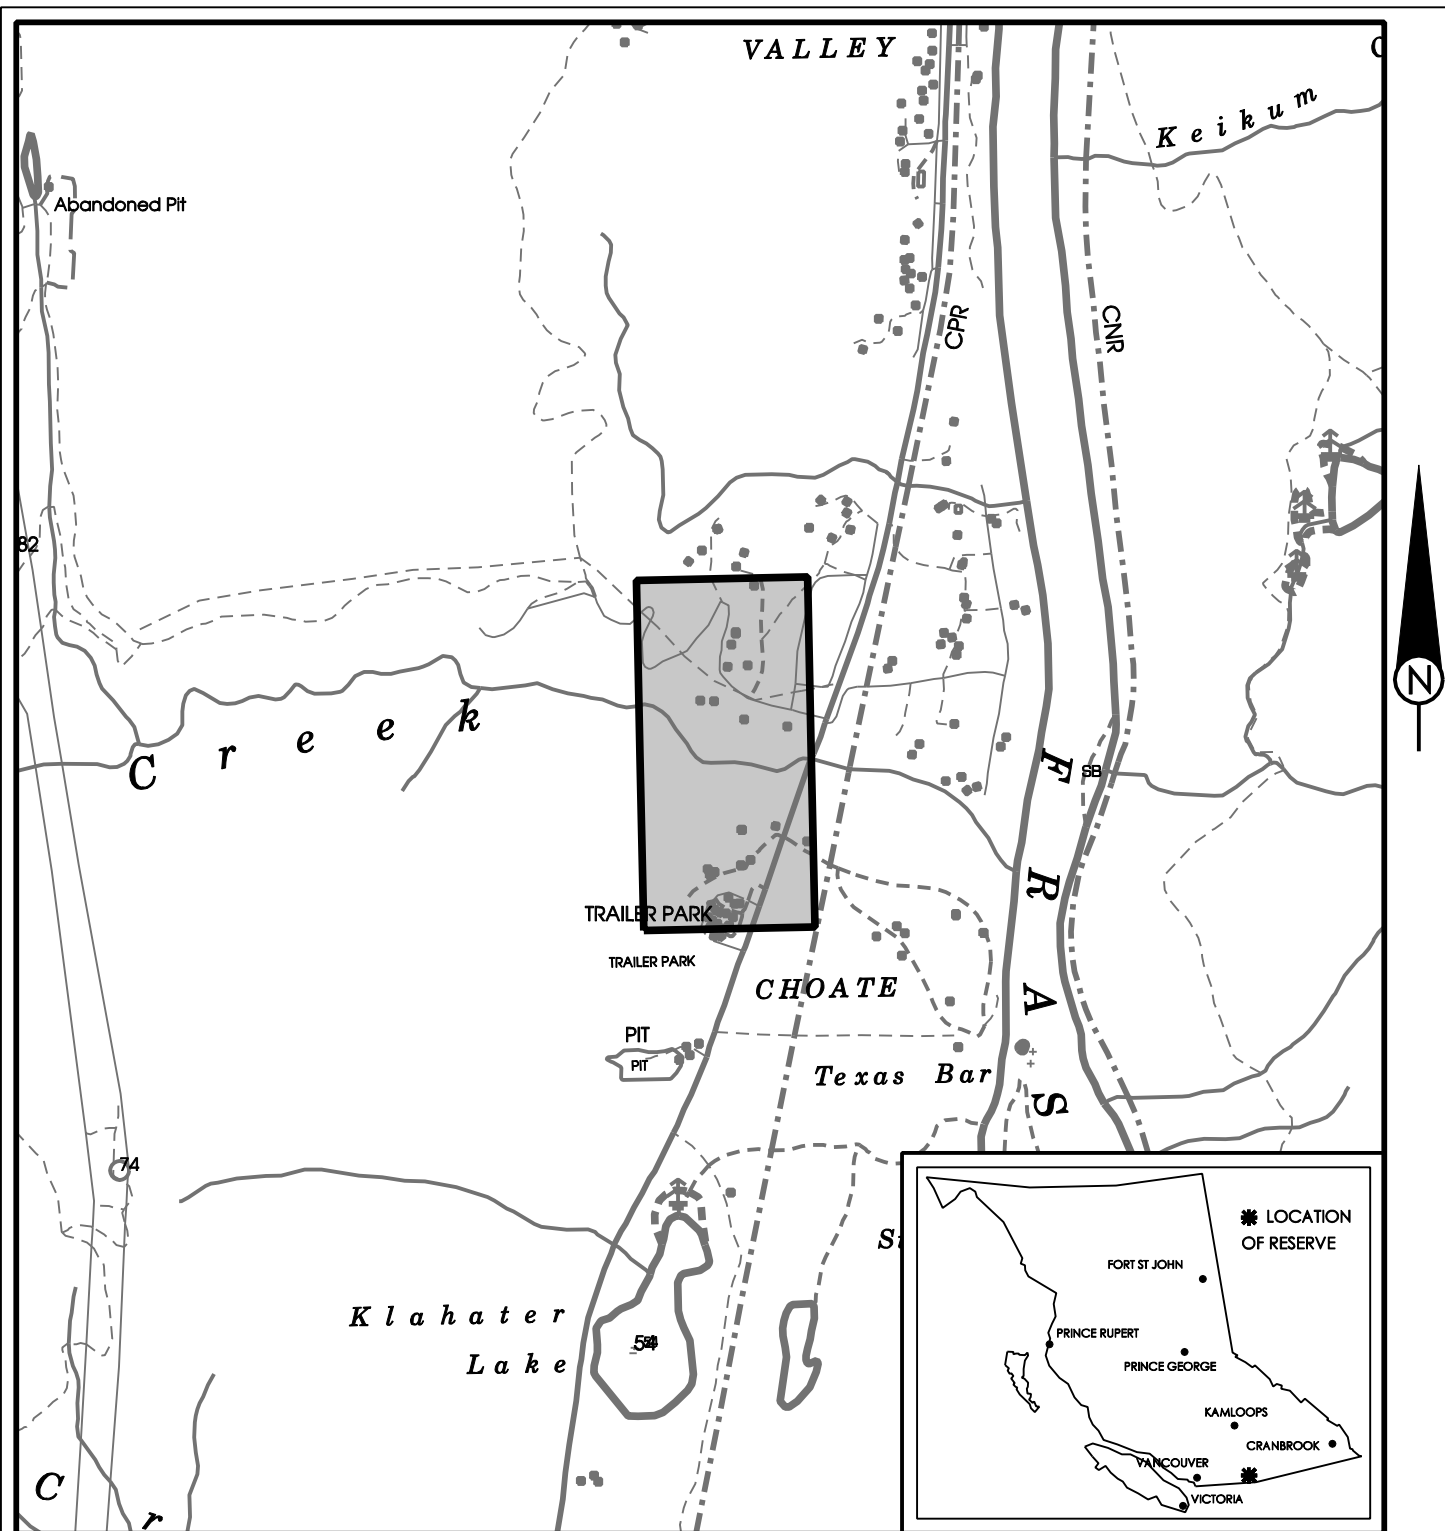 VALLEY
C
Keikum
Abandoned Pit
CPR
CNR
82
N
Creek
F R A S
SB
TRAILER PARK
TRAILER PARK
CHOATE
PIT
PIT
Texas Bar
74
LOCATION
OF RESERVE
S
FORT ST JOHN
Klahater
Lake
54
PRINCE RUPERT
PRINCE GEORGE
KAMLOOPS
CRANBROOK
VANCOUVER
VICTORIA
C r